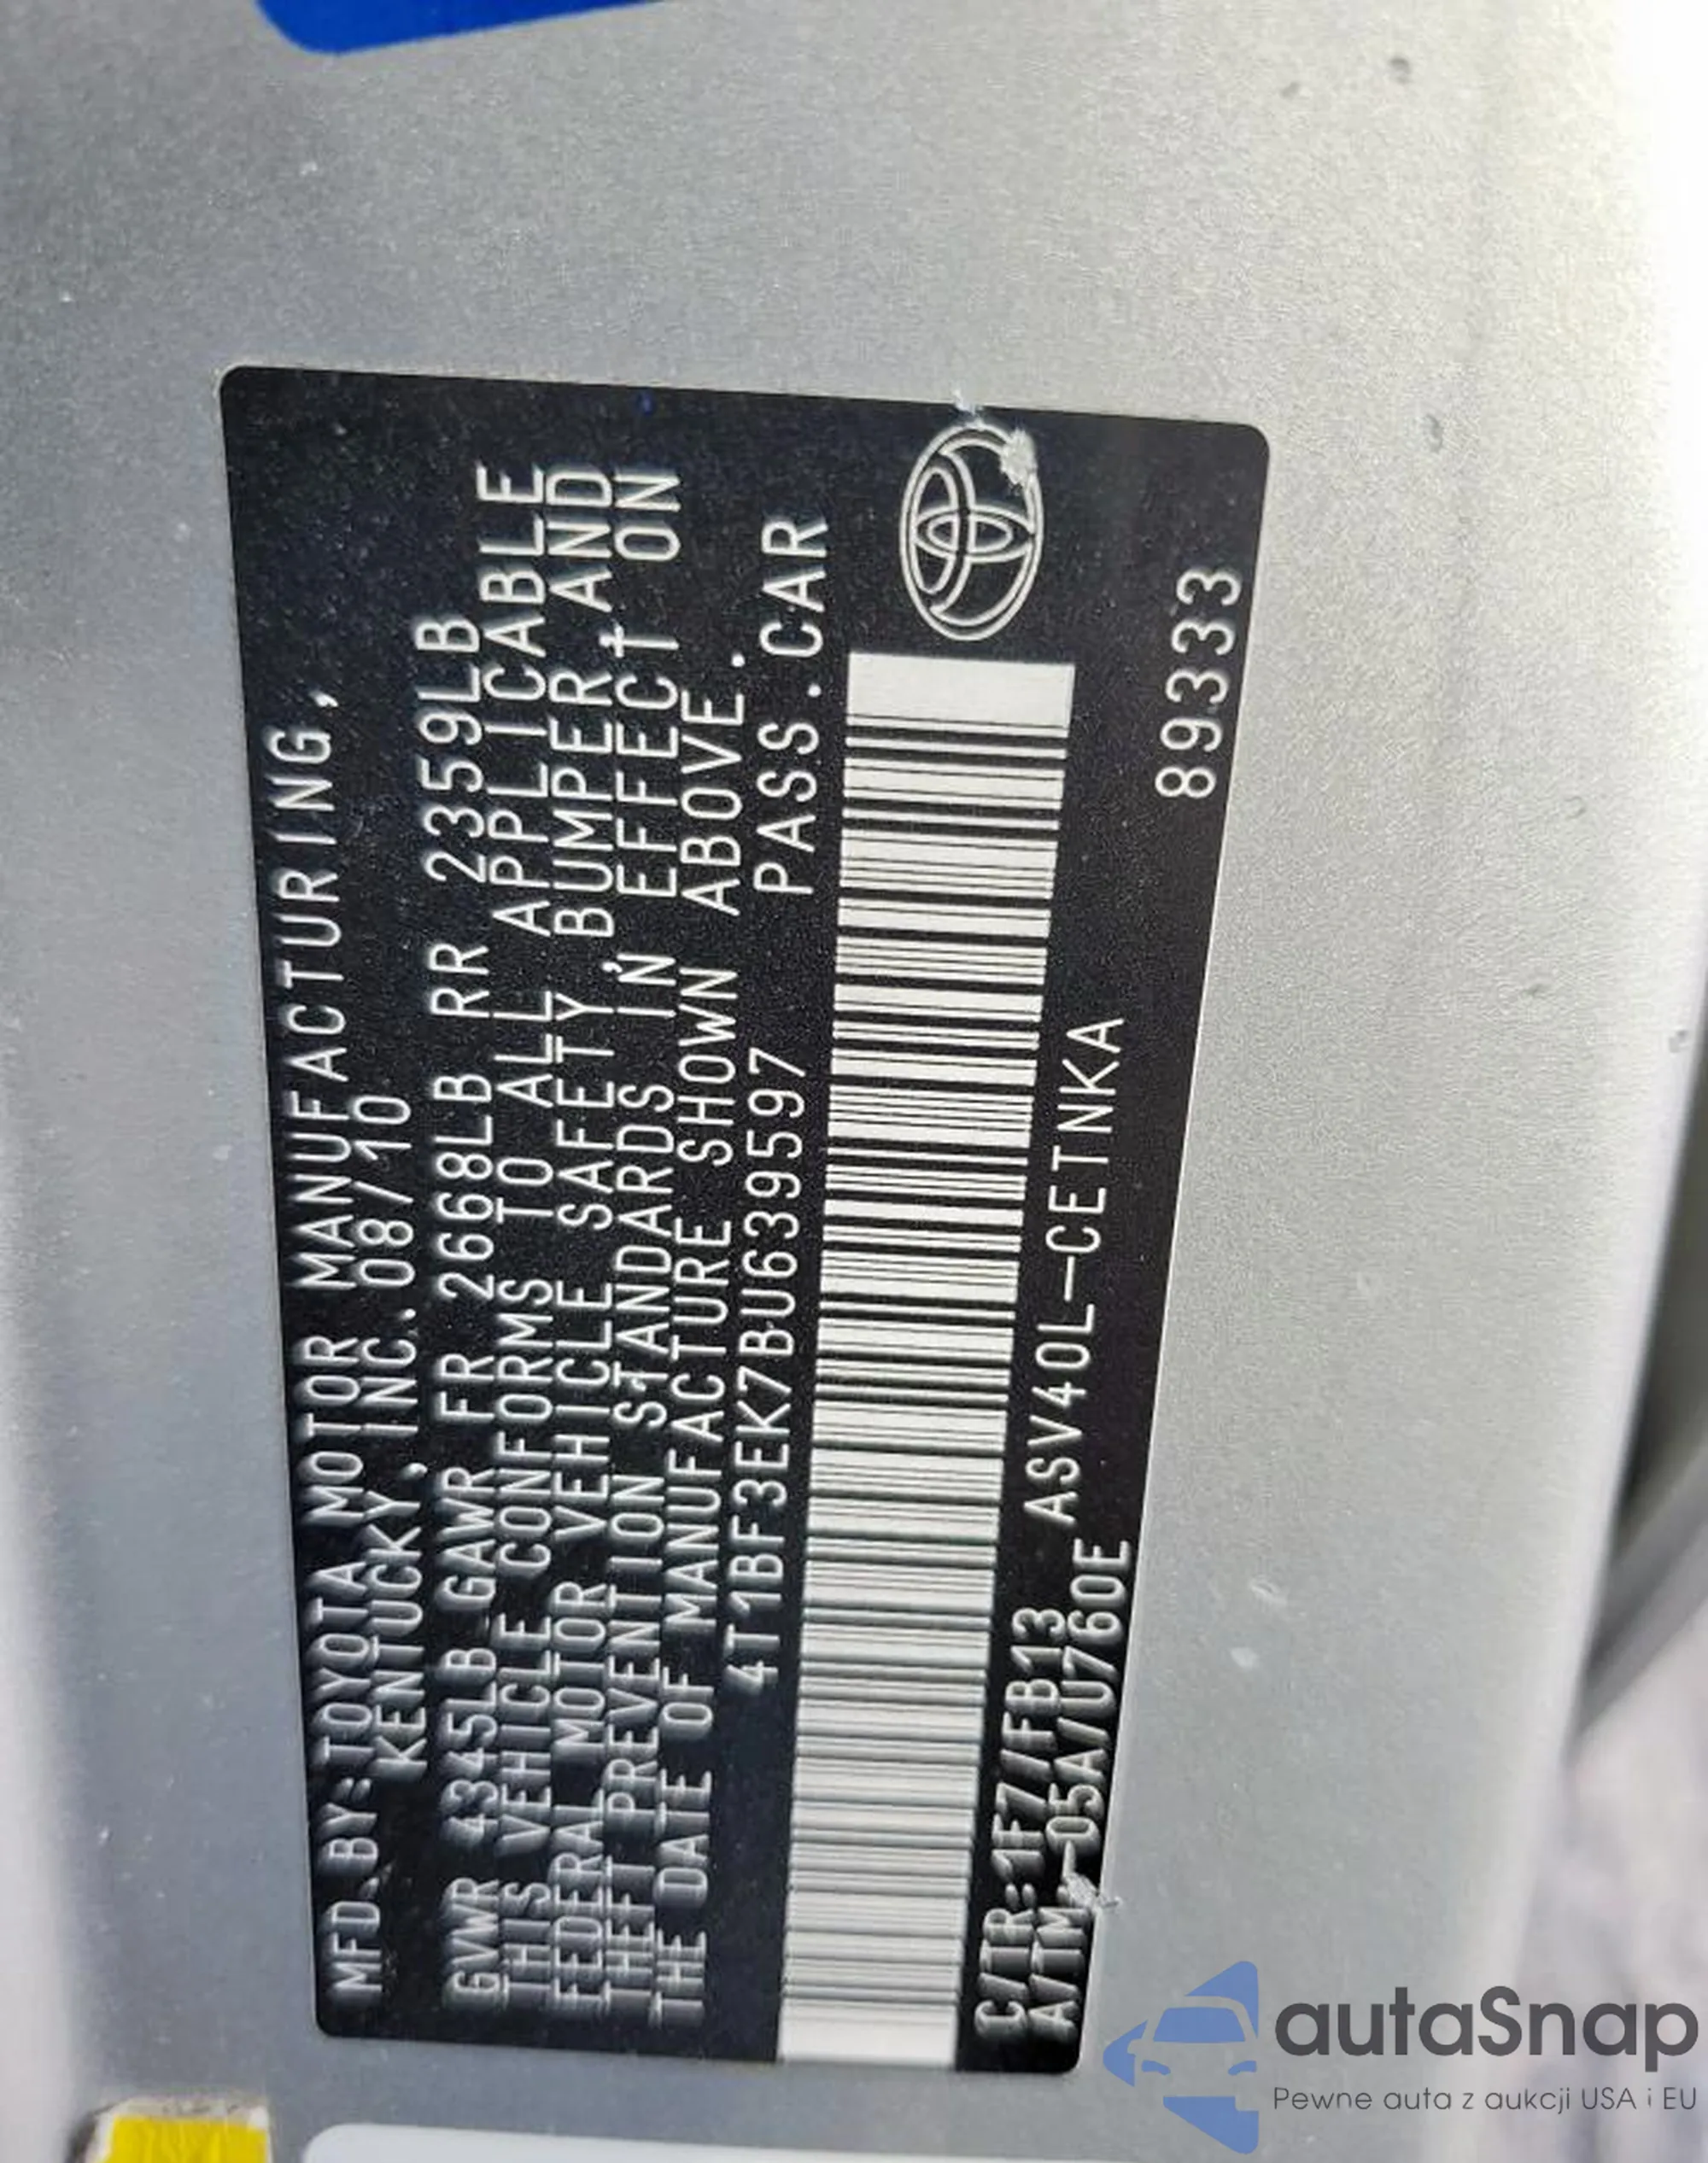 MFD.BY:TOYOTA MOTOR MANUFACTURING,
KENTUCKY, INC. 08/10
GVWR 4345LB GAWR FR 2668LB RR 2359LB
THIS VEHICLE CONFORMS TO ALL APPLICABLE
FEDERAL MOTOR VEHICLE SAFETY, BUMPER AND
THEFT PREVENTION STANDARDS IN EFFECT ON
THE DATE OF MANUFACTURE SHOWN ABOVE.
4T1BF3EK7BU639597 PASS.CAR
C/TR:1F7/FB13 ASV40L-CETNKA
A/TM:-05A/U760E 89333
autaSnap
Pewne auta z aukcji USA i EU